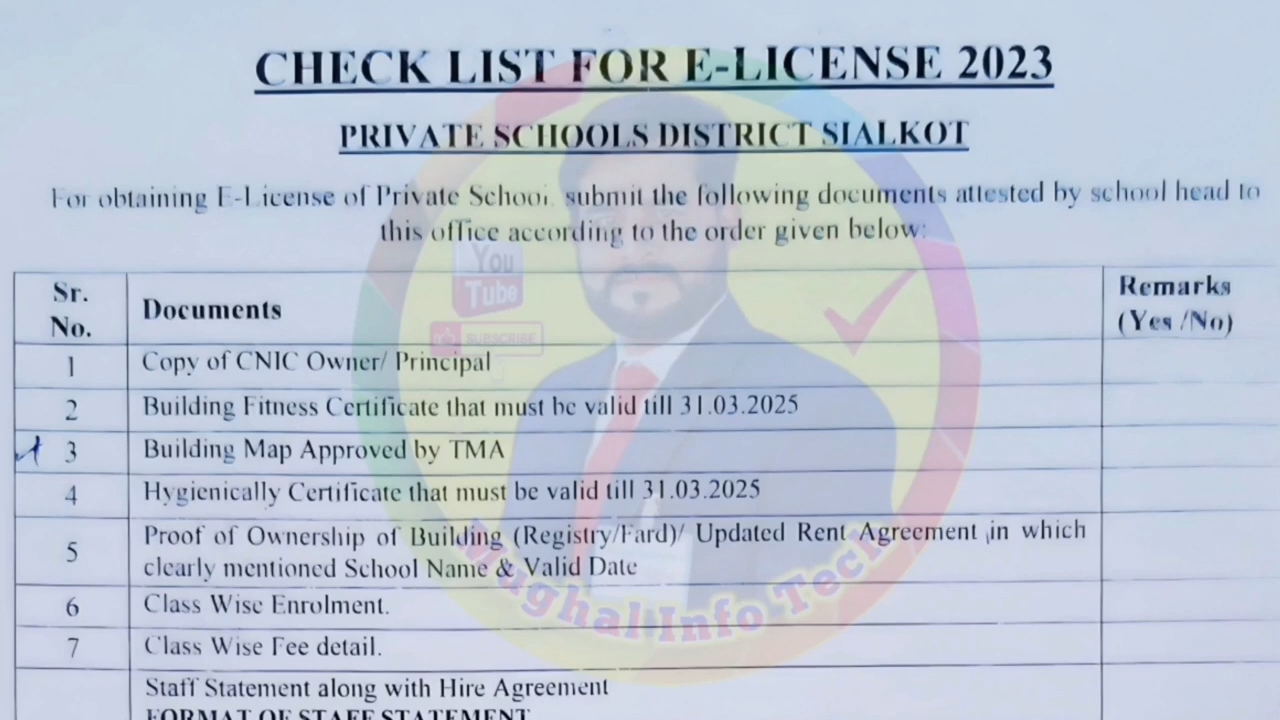 CHECK LIST FOR E-LICENSE 2023
PRIVATE SCHOOLS DISTRICT SIALKOT
For obtaining E-License of Private School, submit the following documents attested by school head to
this office according to the order given below:
Sr. No. Documents Remarks (Yes /No)
1 Copy of CNIC Owner/ Principal
2 Building Fitness Certificate that must be valid till 31.03.2025
3 Building Map Approved by TMA
4 Hygienically Certificate that must be valid till 31.03.2025
5 Proof of Ownership of Building (Registry/Fard)/ Updated Rent Agreement in which
clearly mentioned School Name & Valid Date
6 Class Wise Enrolment.
7 Class Wise Fee detail.
Staff Statement along with Hire Agreement
FORMAT OF STAFF STATEMENT
You
Tube
SUBSCRIBE
Mughal Info Tech